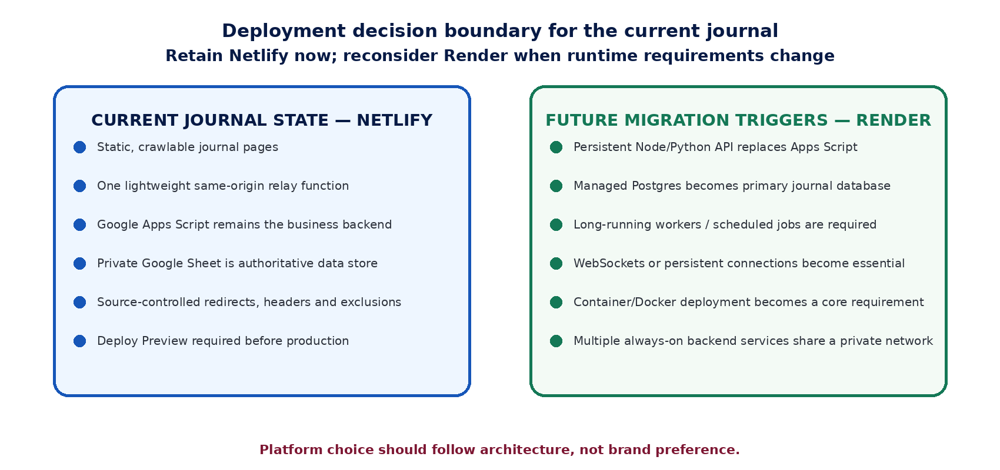 Deployment decision boundary for the current journal
Retain Netlify now; reconsider Render when runtime requirements change
CURRENT JOURNAL STATE — NETLIFY
Static, crawlable journal pages
One lightweight same-origin relay function
Google Apps Script remains the business backend
Private Google Sheet is authoritative data store
Source-controlled redirects, headers and exclusions
Deploy Preview required before production
FUTURE MIGRATION TRIGGERS — RENDER
Persistent Node/Python API replaces Apps Script
Managed Postgres becomes primary journal database
Long-running workers / scheduled jobs are required
WebSockets or persistent connections become essential
Container/Docker deployment becomes a core requirement
Multiple always-on backend services share a private network
Platform choice should follow architecture, not brand preference.